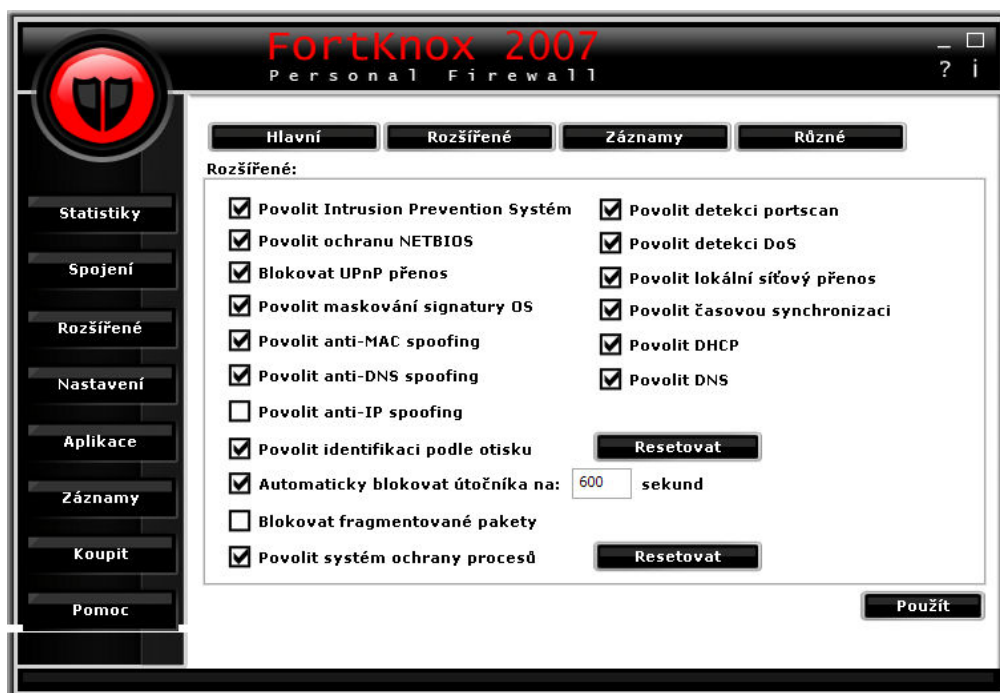 FortKnox 2007
Personal Firewall
? i
Hlavní
Rozšířené
Záznamy
Různé
Rozšířené:
Statistiky
Spojení
Rozšířené
Nastavení
Aplikace
Záznamy
Koupit
Pomoc
Povolit Intrusion Prevention Systém
Povolit ochranu NETBIOS
Blokovat UPnP přenos
Povolit maskování signatury OS
Povolit anti-MAC spoofing
Povolit anti-DNS spoofing
Povolit anti-IP spoofing
Povolit identifikaci podle otisku
Resetovat
Automaticky blokovat útočníka na: 600 sekund
Blokovat fragmentované pakety
Povolit systém ochrany procesů
Resetovat
Povolit detekci portscan
Povolit detekci DoS
Povolit lokální síťový přenos
Povolit časovou synchronizaci
Povolit DHCP
Povolit DNS
Použít